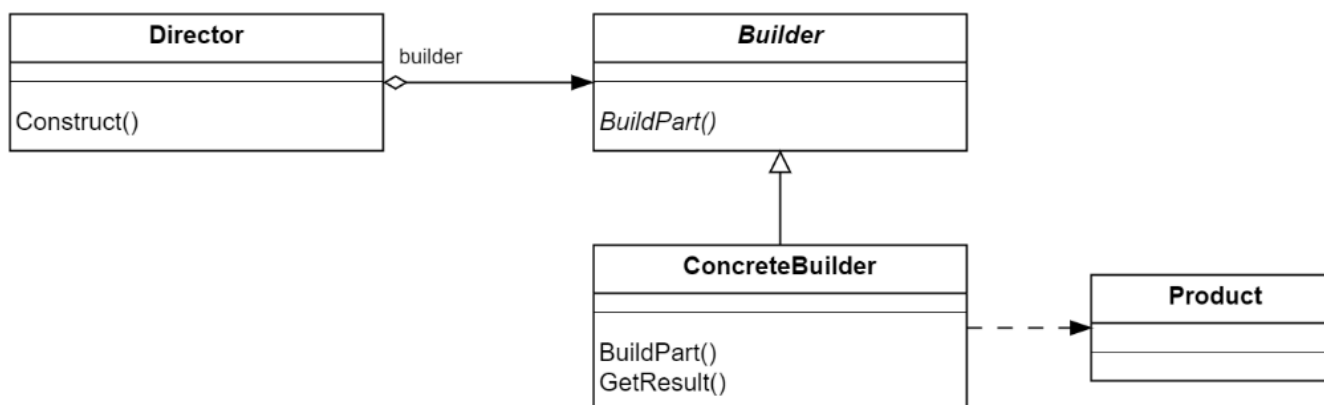 Director
Construct()
builder
Builder
BuildPart()
ConcreteBuilder
BuildPart()
GetResult()
Product